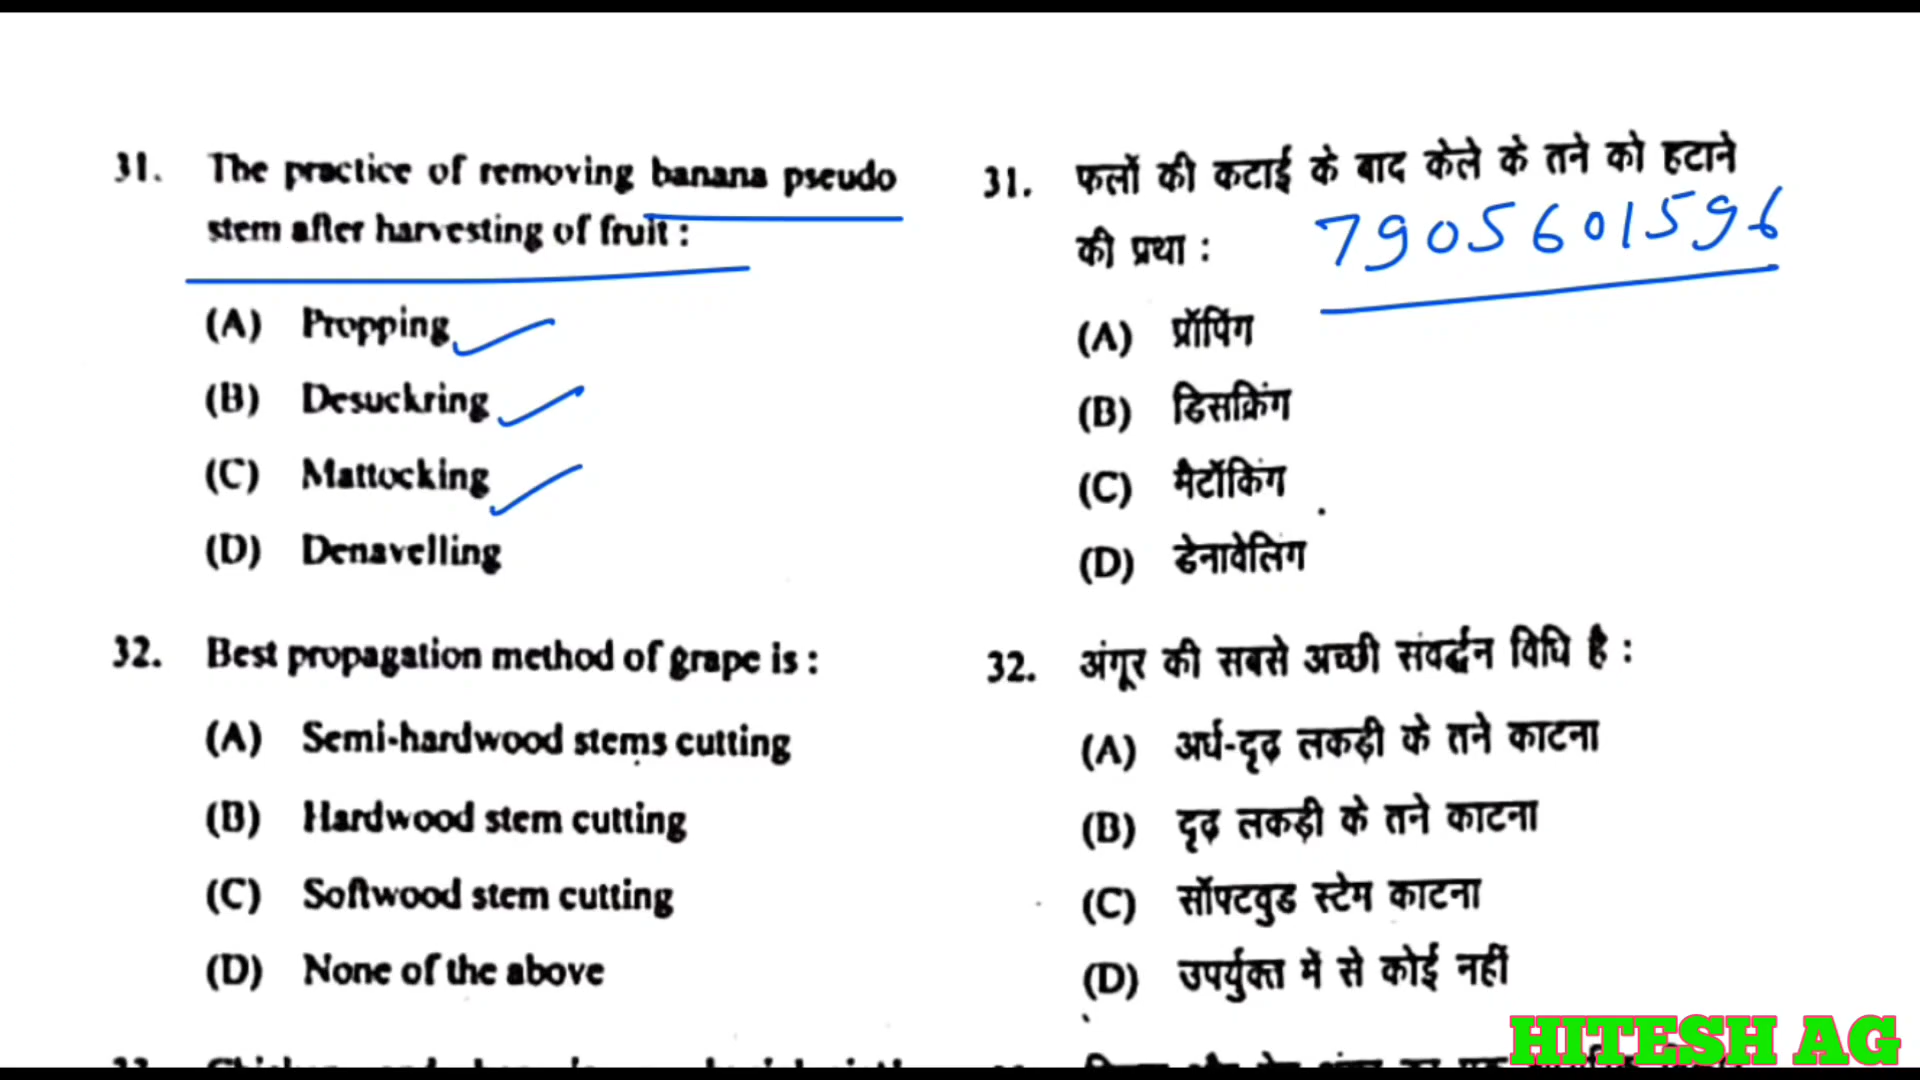 31. The practice of removing banana pseudo
stem after harvesting of fruit :
(A) Propping
(B) Desuckring
(C) Mattocking
(D) Denavelling
32. Best propagation method of grape is :
(A) Semi-hardwood stems cutting
(B) Hardwood stem cutting
(C) Softwood stem cutting
(D) None of the above
31. फलों की कटाई के बाद केले के तने को हटाने
की प्रथा :
7905601596
(A) प्रॉपिंग
(B) डिसक्रिंग
(C) मैटॉकिंग
(D) डेनावेलिंग
32. अंगूर की सबसे अच्छी संवर्द्धन विधि है :
(A) अर्ध-दृढ़ लकड़ी के तने काटना
(B) दृढ़ लकड़ी के तने काटना
(C) सॉफ्टवुड स्टेम काटना
(D) उपर्युक्त में से कोई नहीं
HITESH AG